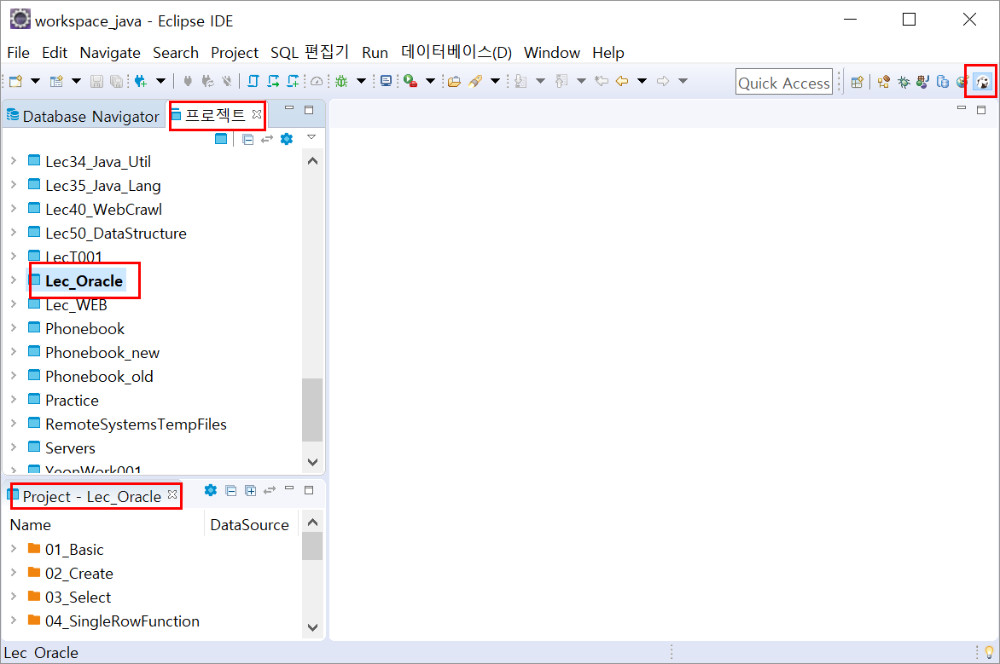 workspace_java - Eclipse IDE
File Edit Navigate Search Project SQL 편집기 Run 데이터베이스(D) Window Help
Quick Access
Database Navigator 프로젝트
Lec34_Java_Util
Lec35_Java_Lang
Lec40_WebCrawl
Lec50_DataStructure
LecT001
Lec_Oracle
Lec_WEB
Phonebook
Phonebook_new
Phonebook_old
Practice
RemoteSystemsTempFiles
Servers
YeonWork001
Project - Lec_Oracle
Name DataSource
01_Basic
02_Create
03_Select
04_SingleRowFunction
Lec_Oracle